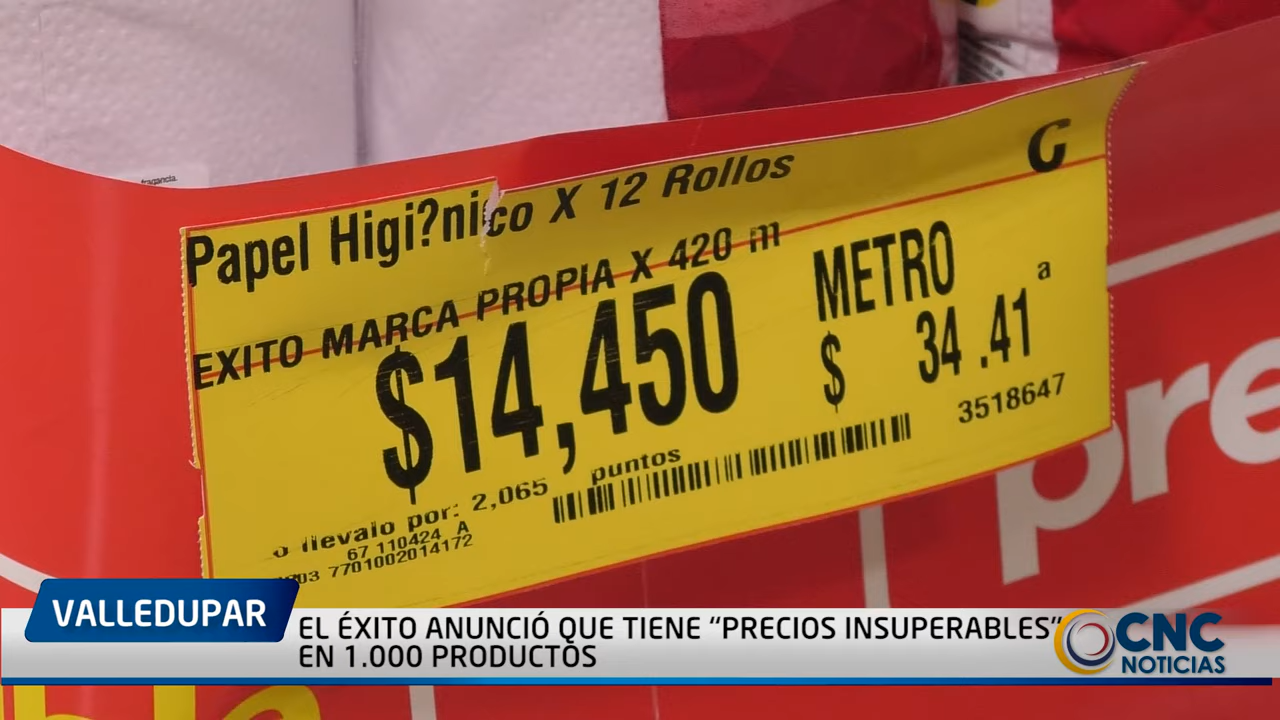 fragancia.
G
Papel Higi?nico X 12 Rollos
EXITO MARCA PROPIA X 420 m
$14,450
METRO
a
$ 34 .41
3518647
o llevalo por: 2,065 puntos
67 110424 A
03 7701002014172
pre
VALLEDUPAR
EL ÉXITO ANUNCIÓ QUE TIENE “PRECIOS INSUPERABLES”
EN 1.000 PRODUCTOS
CNC
NOTICIAS